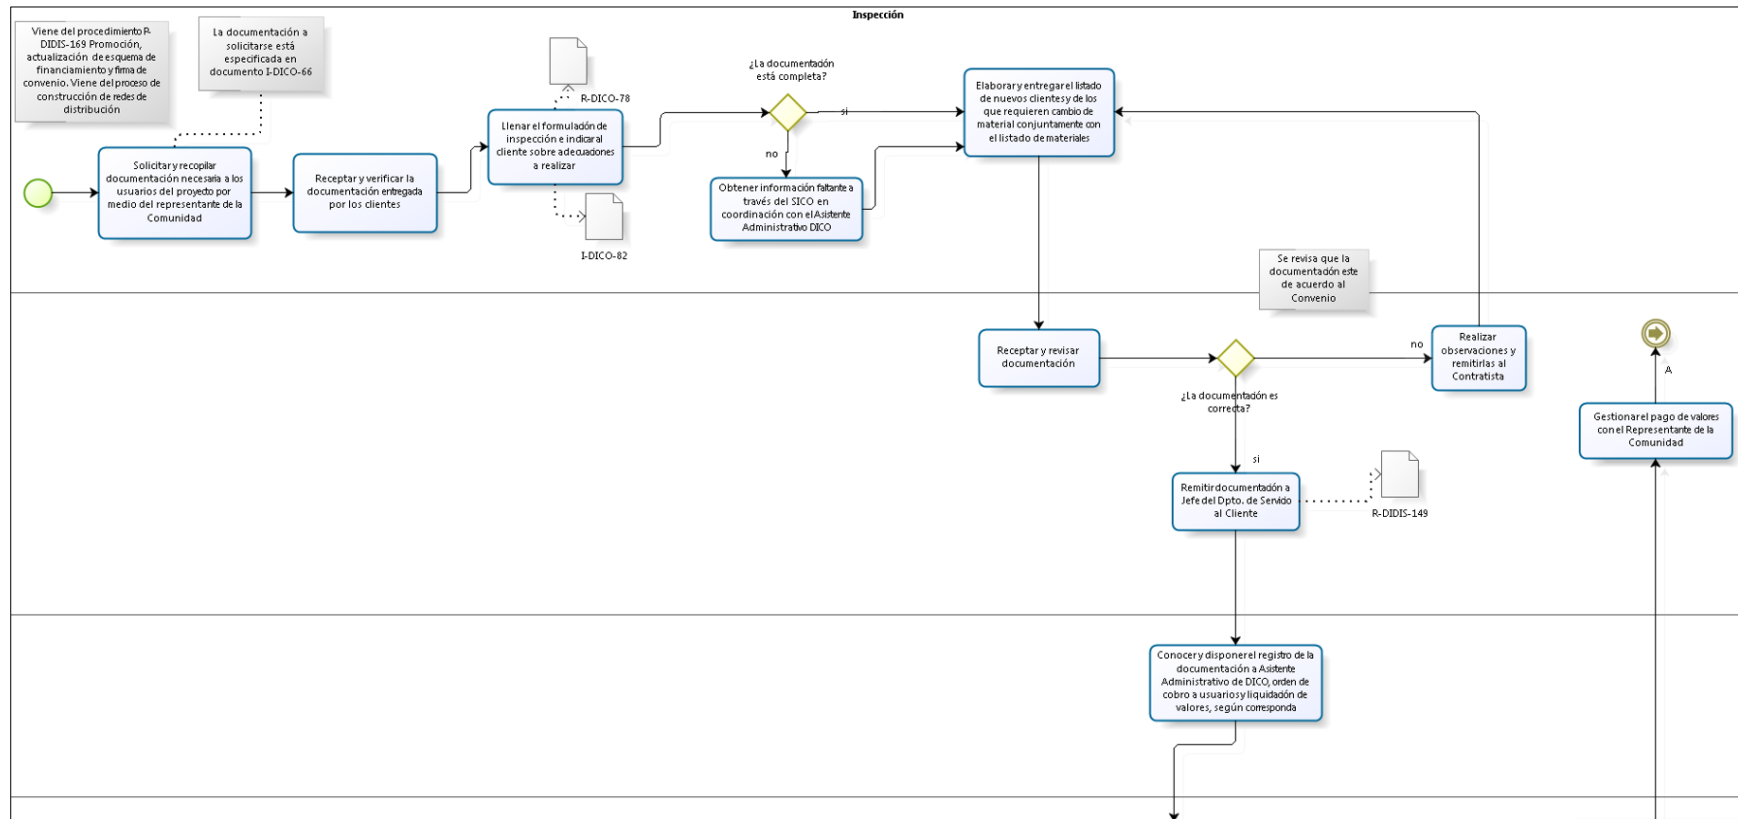 Inspección
Viene del procedimiento P-
DIDIS-169 Promoción,
actualización de esquema de
financiamiento y firma de
convenio. Viene del proceso de
construcción de redes de
distribución
La documentación a
solicitarse está
especificada en
documento I-DICO-66
Solicitar y recopilar
documentación necesaria a los
usuarios del proyecto por
medio del representante de la
Comunidad
Receptar y verificar la
documentación entregada
por los clientes
R-DICO-78
Llenar el formulación de
inspección e indicar al
cliente sobre adecuaciones
a realizar
I-DICO-82
¿La documentación
está completa?
si
no
Obtener información faltante a
través del SICO en
coordinación con el Asistente
Administrativo DICO
Elaborar y entregar el listado
de nuevos clientes y de los
que requieren cambio de
material conjuntamente con
el listado de materiales
Se revisa que la
documentación este
de acuerdo al
Convenio
Receptar y revisar
documentación
¿La documentación es
correcta?
no
Realizar
observaciones y
remitirlas al
Contratista
si
Remitir documentación a
Jefe del Dpto. de Servicio
al Cliente
R-DIDIS-149
A
Gestionar el pago de valores
con el Representante de la
Comunidad
Conocer y disponer el registro de la
documentación a Asistente
Administrativo de DICO, orden de
cobro a usuarios y liquidación de
valores, según corresponda